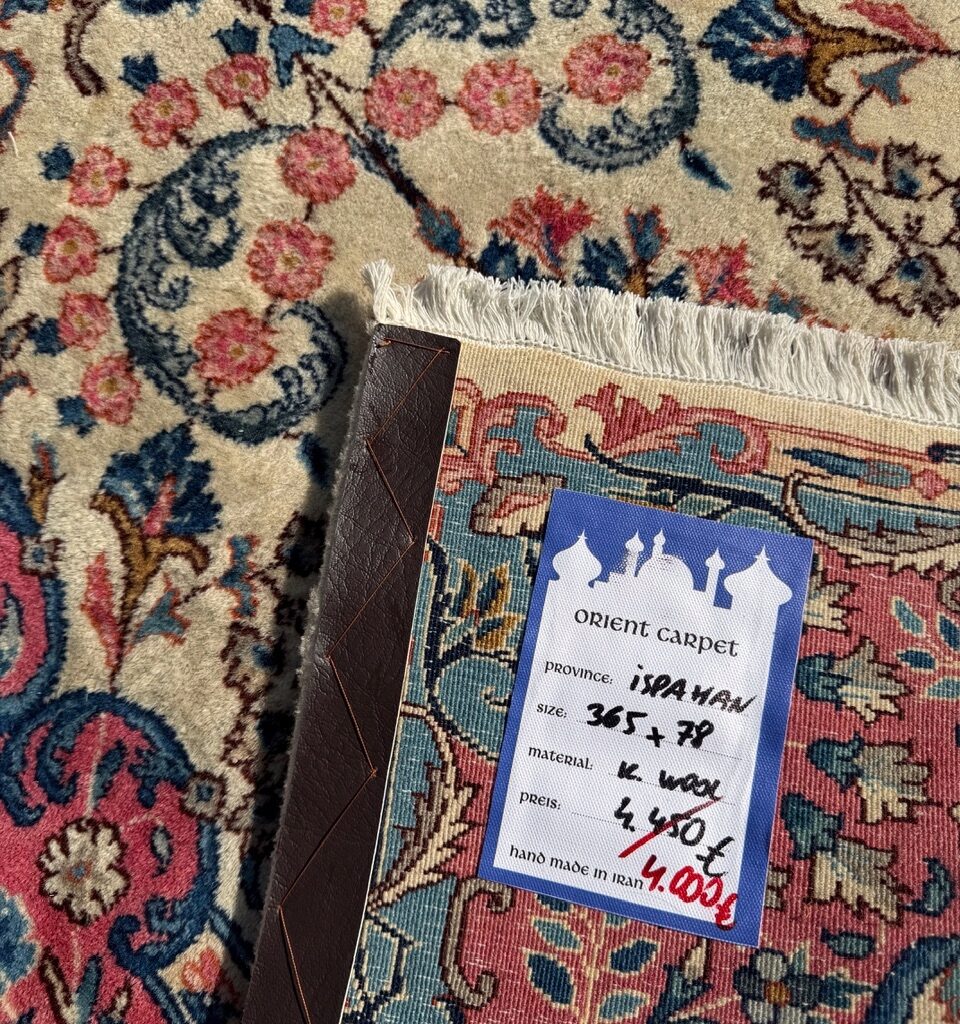 ORIENT CARPET
PROVINCE: ISPAHAN
SIZE: 365 + 78
MATERIAL: K. WOOL
PREIS: 4.450 €
HAND MADE IN IRAN 4.000 €